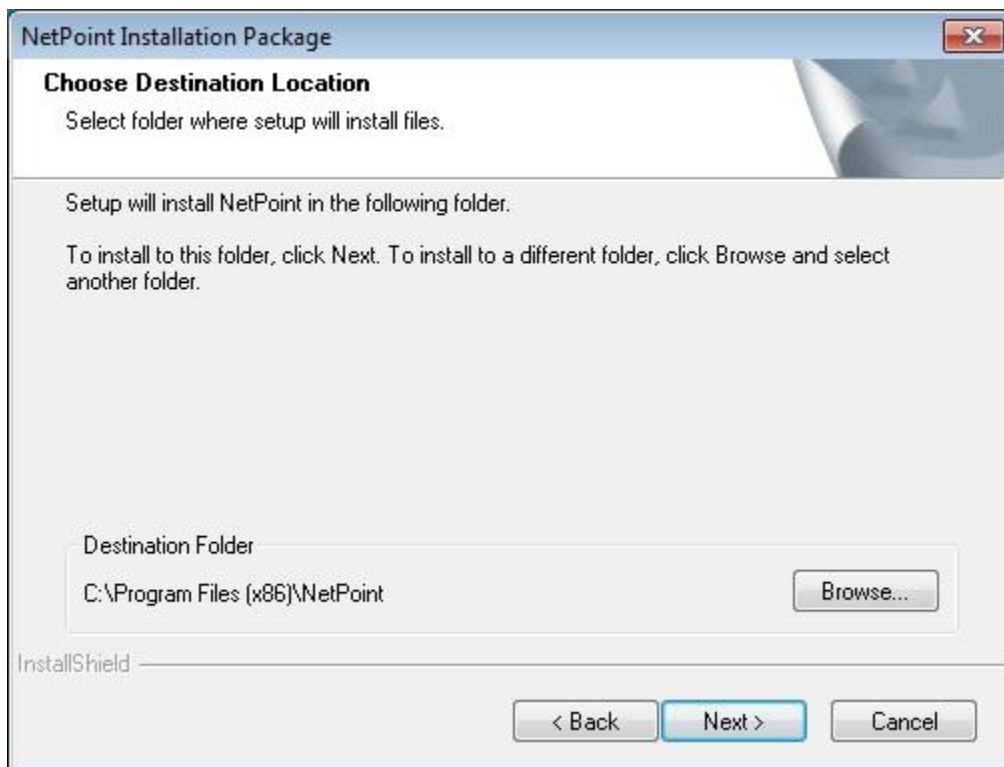 NetPoint Installation Package
Choose Destination Location
Select folder where setup will install files.
Setup will install NetPoint in the following folder.
To install to this folder, click Next. To install to a different folder, click Browse and select
another folder.
Destination Folder
C:\Program Files (x86)\NetPoint
Browse...
InstallShield
< Back
Next >
Cancel